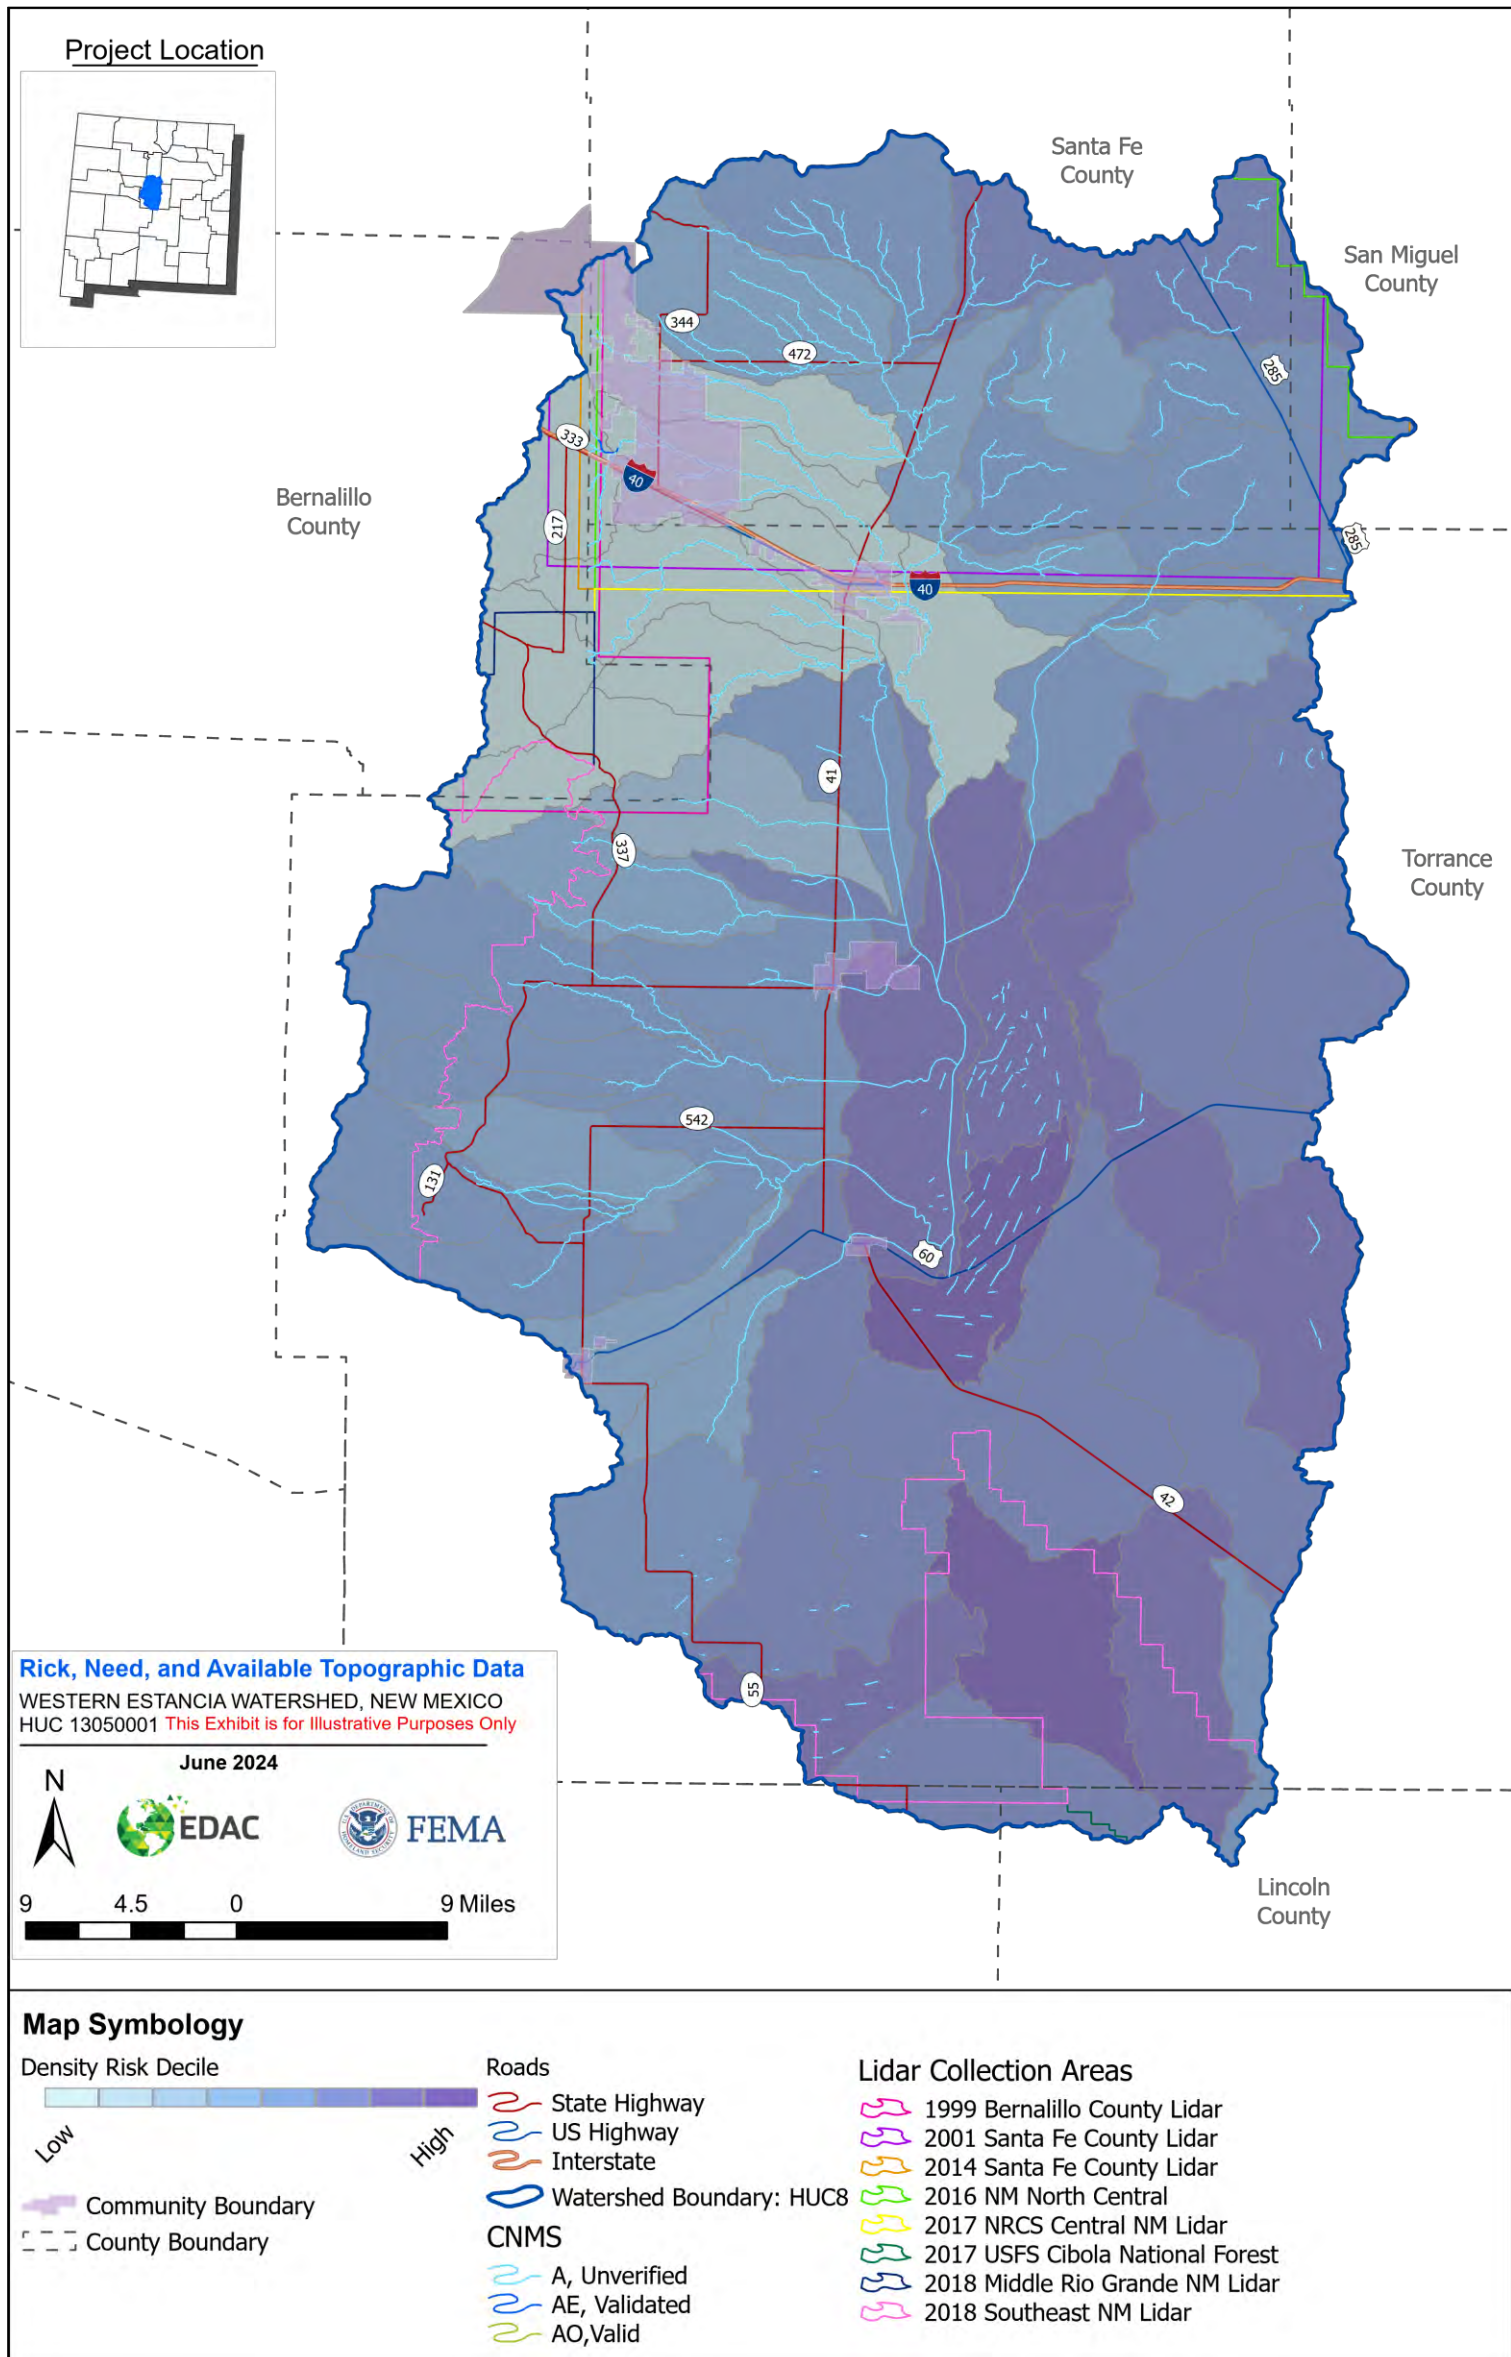 Project Location
Santa Fe
County
San Miguel
County
344
472
285
333
40
Bernalillo
County
217
285
40
41
337
Torrance
County
542
131
60
42
55
Rick, Need, and Available Topographic Data
WESTERN ESTANCIA WATERSHED, NEW MEXICO
HUC 13050001 This Exhibit is for Illustrative Purposes Only
June 2024
N
EDAC
FEMA
9 4.5 0 9 Miles
Lincoln
County
Map Symbology
Density Risk Decile
Low
High
Community Boundary
County Boundary
Roads
State Highway
US Highway
Interstate
Watershed Boundary: HUC8
CNMS
A, Unverified
AE, Validated
AO,Valid
Lidar Collection Areas
1999 Bernalillo County Lidar
2001 Santa Fe County Lidar
2014 Santa Fe County Lidar
2016 NM North Central
2017 NRCS Central NM Lidar
2017 USFS Cibola National Forest
2018 Middle Rio Grande NM Lidar
2018 Southeast NM Lidar